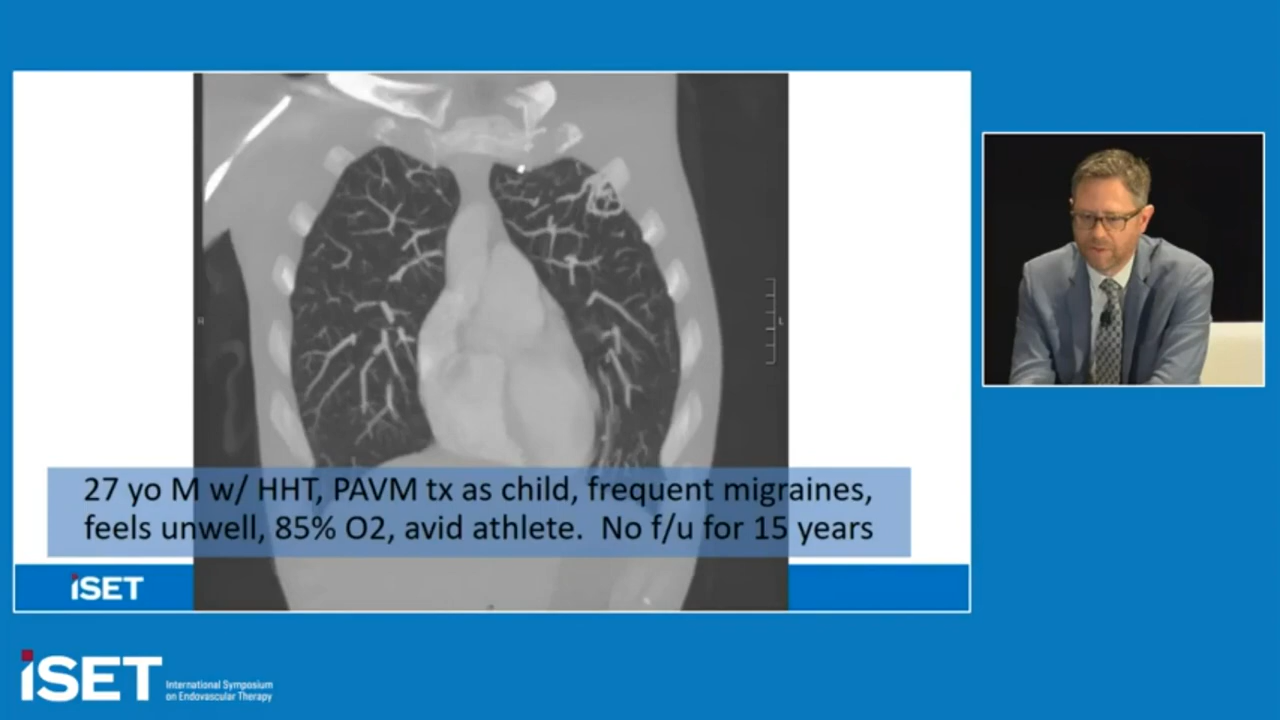 R
L
27 yo M w/ HHT, PAVM tx as child, frequent migraines,
feels unwell, 85% O2, avid athlete.  No f/u for 15 years
iSET
iSET
International Symposium
on Endovascular Therapy